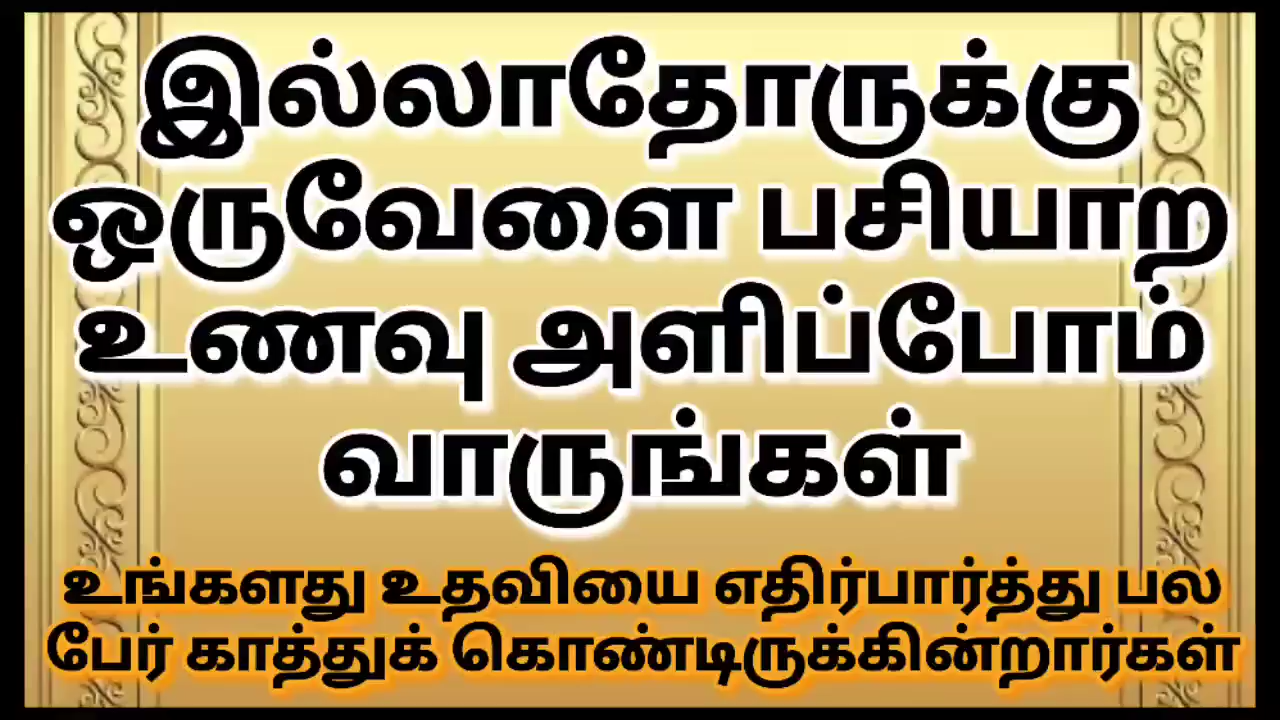 இல்லாதோருக்கு
ஒருவேளை பசியாற
உணவு அளிப்போம்
வாருங்கள்
உங்களது உதவியை எதிர்பார்த்து பல
பேர் காத்துக் கொண்டிருக்கின்றார்கள்